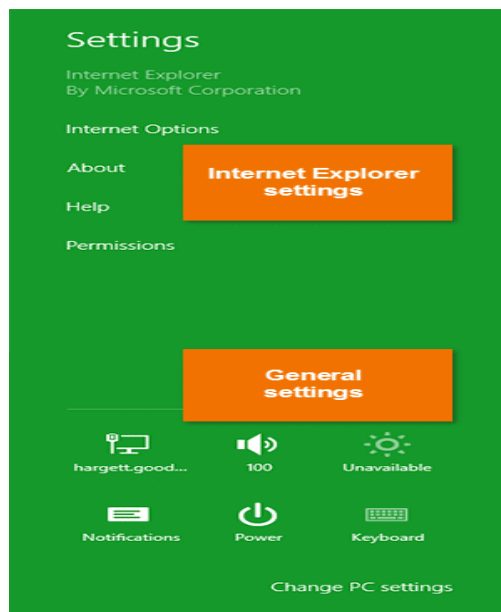 Settings
Internet Explorer
By Microsoft Corporation
Internet Options
About
Internet Explorer
settings
Help
Permissions
General
settings
hargett.good...
100
Unavailable
Notifications
Power
Keyboard
Change PC settings